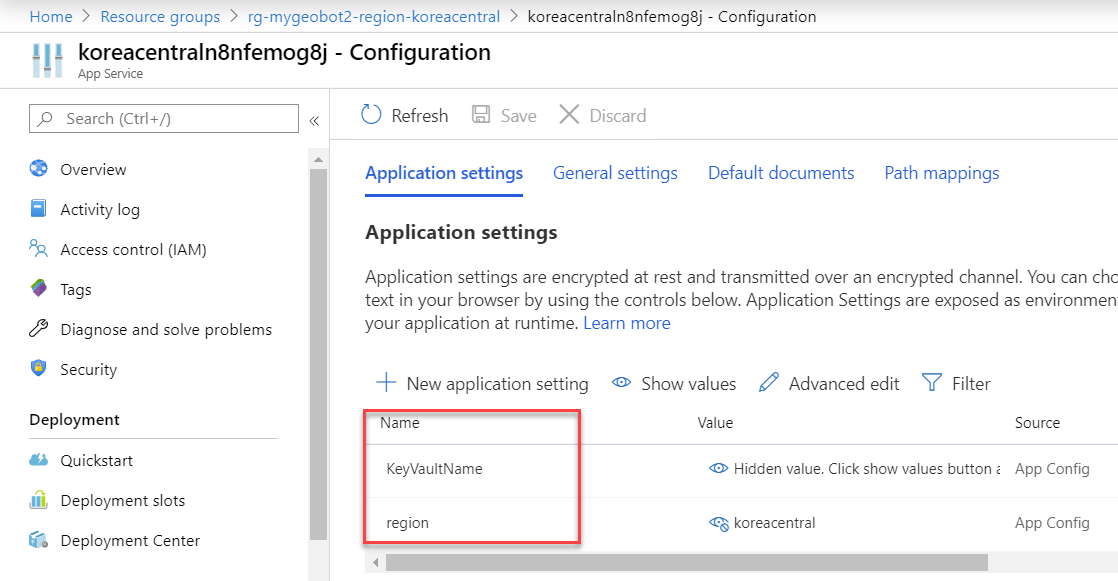 Home > Resource groups > rg-mygeobot2-region-koreacentral > koreacentraln8nfemog8j - Configuration
koreacentraln8nfemog8j - Configuration
App Service
Search (Ctrl+/)
«
Overview
Activity log
Access control (IAM)
Tags
Diagnose and solve problems
Security
Deployment
Quickstart
Deployment slots
Deployment Center
Refresh Save Discard
Application settings General settings Default documents Path mappings
Application settings
Application settings are encrypted at rest and transmitted over an encrypted channel. You can cho
text in your browser by using the controls below. Application Settings are exposed as environmen
your application at runtime. Learn more
New application setting Show values Advanced edit Filter
Name Value Source
KeyVaultName Hidden value. Click show values button a App Config
region koreacentral App Config